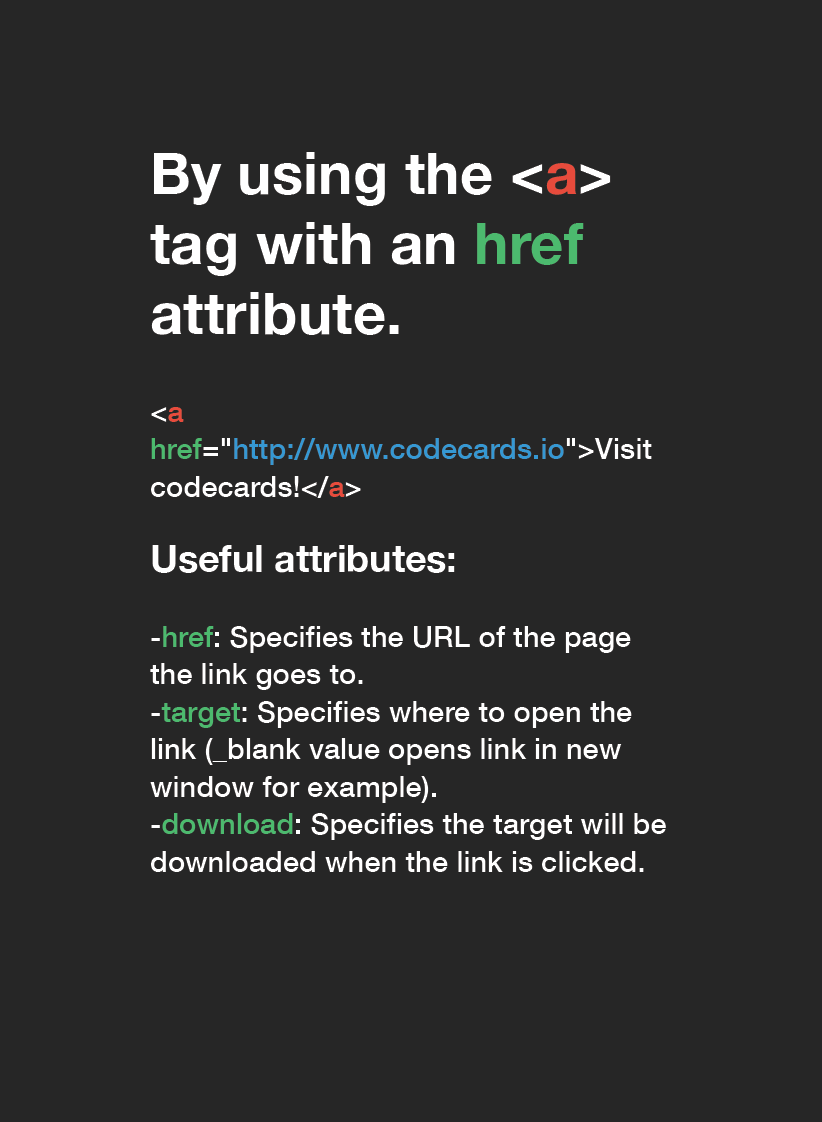 By using the <a>
tag with an href
attribute.
<a
href="http://www.codecards.io">Visit
codecards!</a>
Useful attributes:
-href: Specifies the URL of the page
the link goes to.
-target: Specifies where to open the
link (_blank value opens link in new
window for example).
-download: Specifies the target will be
downloaded when the link is clicked.